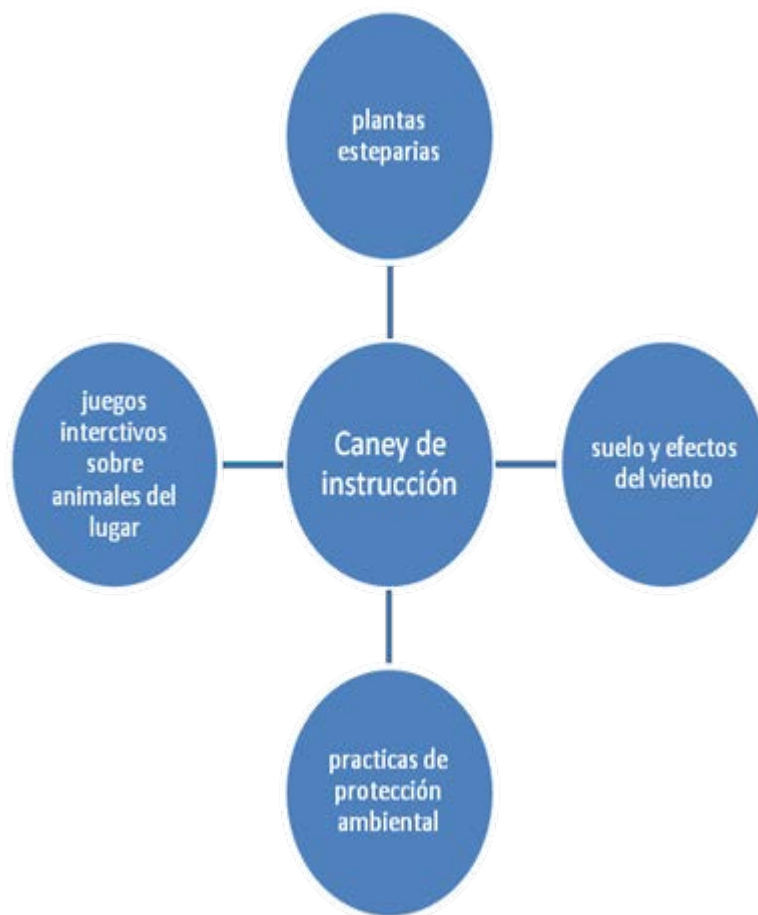 plantas
esteparias
juegos
interctivos
sobre
animales del
lugar
Caney de
instrucción
suelo y efectos
del viento
practicas de
protección
ambiental